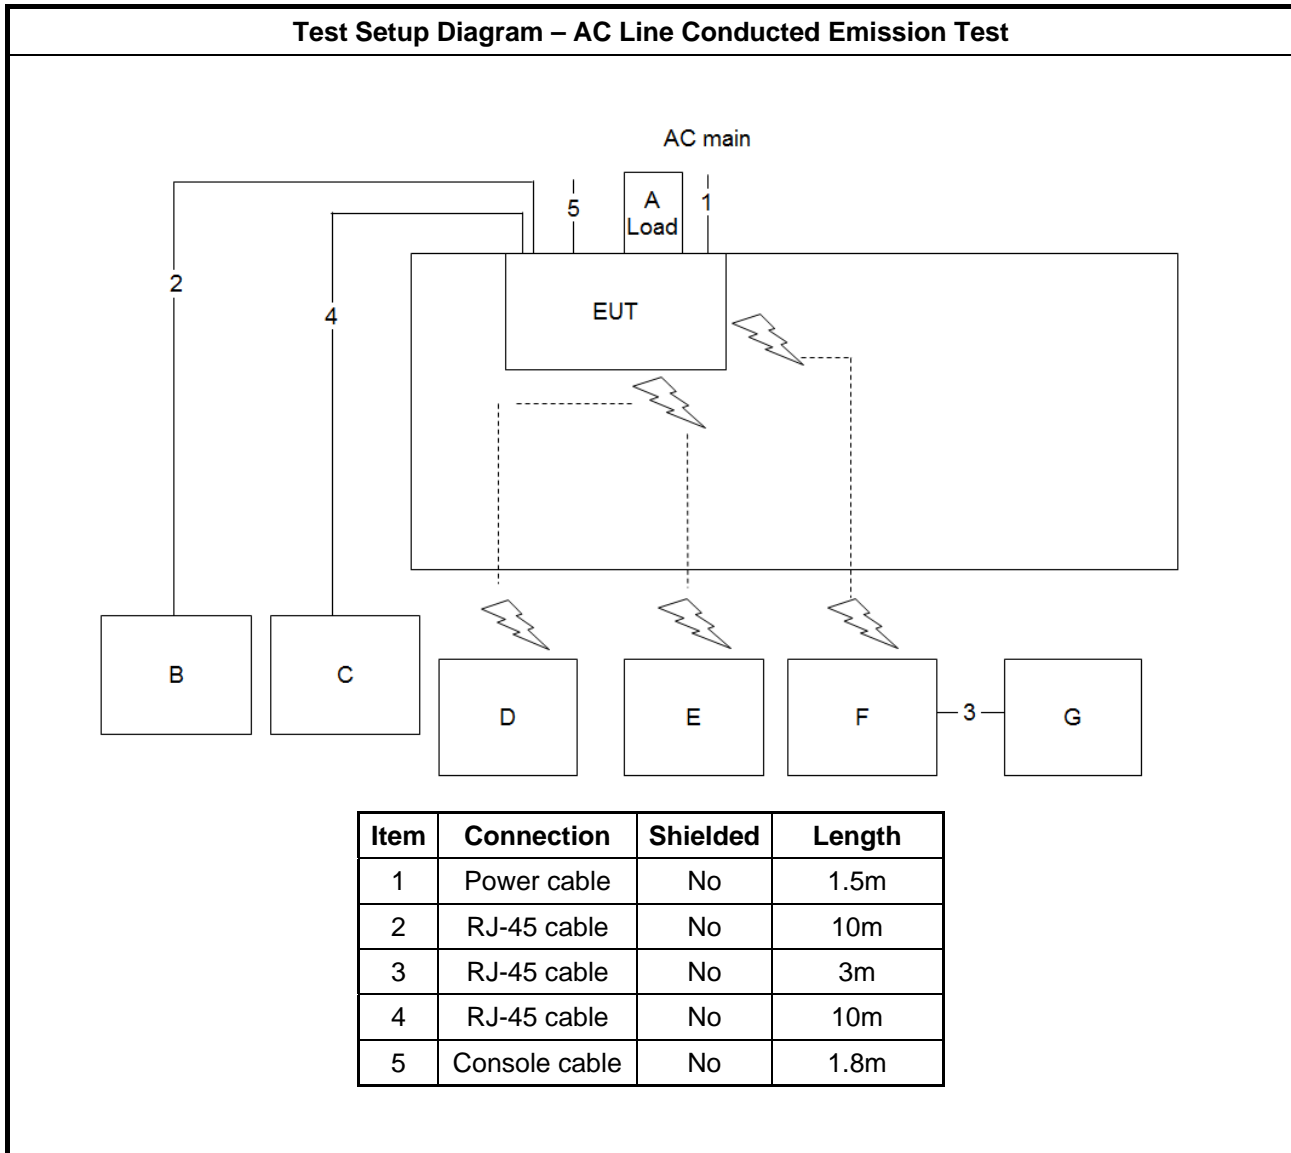 Test Setup Diagram – AC Line Conducted Emission Test
AC main
5
A
Load
1
2
4
EUT
B
C
D
E
F
3
G
Item Connection Shielded Length
1 Power cable No 1.5m
2 RJ-45 cable No 10m
3 RJ-45 cable No 3m
4 RJ-45 cable No 10m
5 Console cable No 1.8m